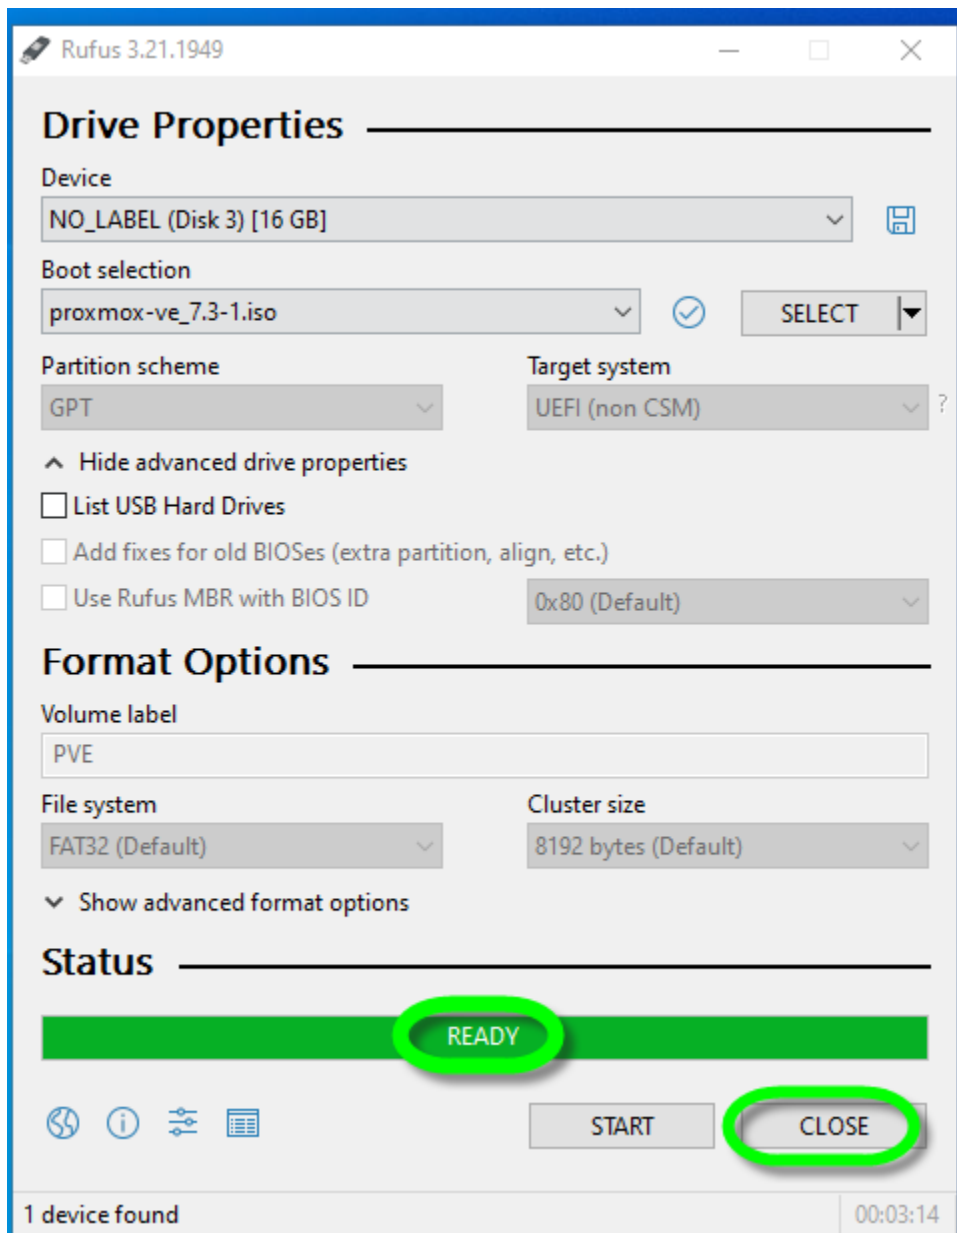 Rufus 3.21.1949
Drive Properties
Device
NO_LABEL (Disk 3) [16 GB]
Boot selection
proxmox-ve_7.3-1.iso
SELECT
Partition scheme
Target system
GPT
UEFI (non CSM)
?
Hide advanced drive properties
List USB Hard Drives
Add fixes for old BIOSes (extra partition, align, etc.)
Use Rufus MBR with BIOS ID
0x80 (Default)
Format Options
Volume label
PVE
File system
Cluster size
FAT32 (Default)
8192 bytes (Default)
Show advanced format options
Status
READY
START
CLOSE
1 device found
00:03:14